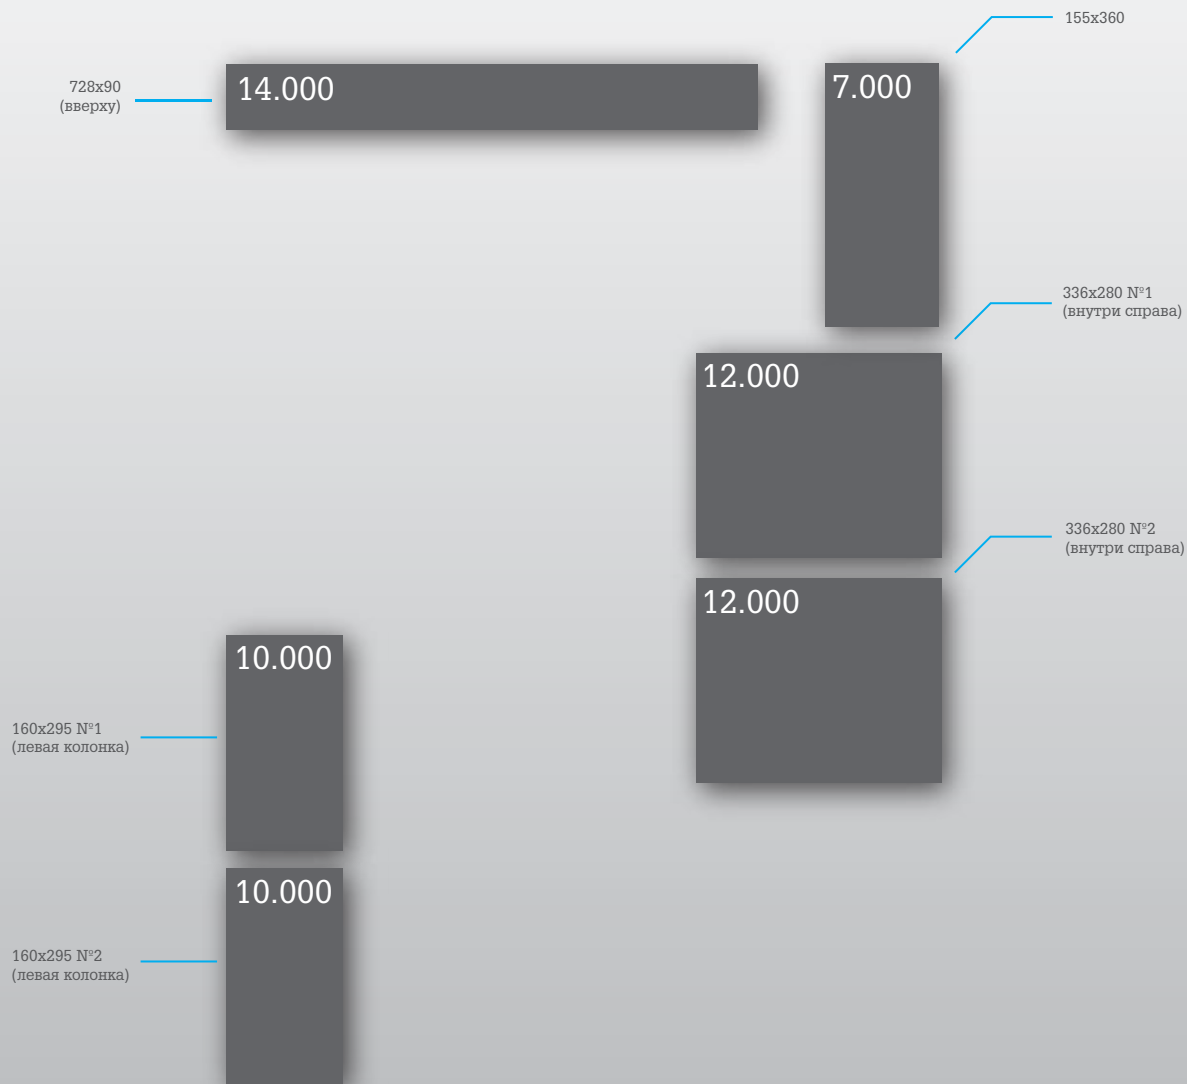 155x360
728x90
(вверху)
14.000
7.000
336x280 №1
(внутри справа)
12.000
336x280 №2
(внутри справа)
12.000
10.000
160x295 №1
(левая колонка)
10.000
160x295 №2
(левая колонка)